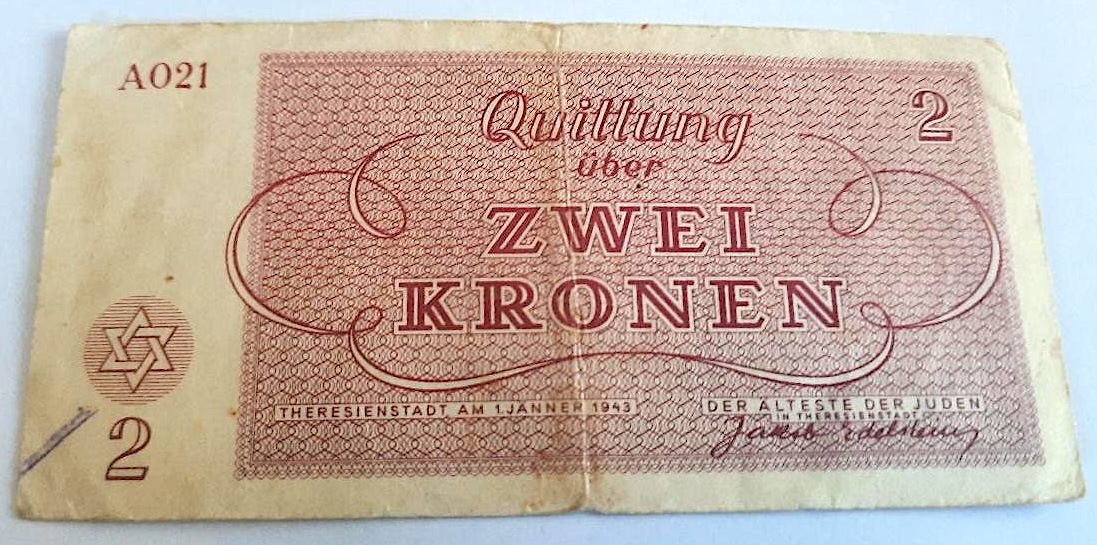 A021
Quittung
2
über
ZWEI
KRONEN
THERESIENSTADT AM 1.JÄNNER 1943
DER ÄLTESTE DER JUDEN
IN THERESIENSTADT
Jakob Edelstein
2